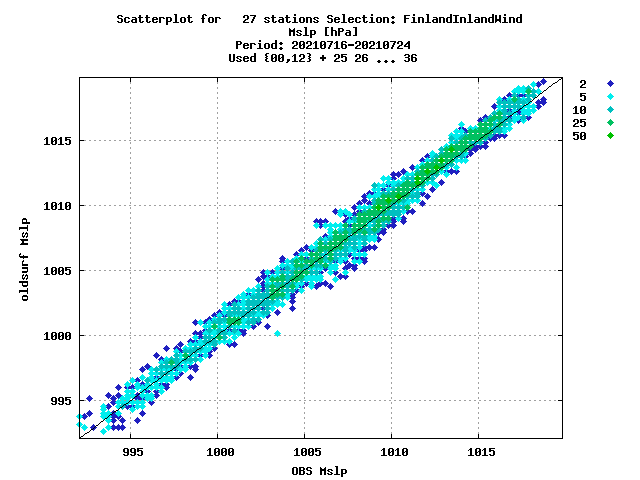 Scatterplot for   27 stations Selection: FinlandInlandWind
Mslp [hPa]
Period: 20210716-20210724
Used {00,12} + 25 26 ... 36
2
5
10
25
50
1015
1010
1005
1000
995
oldsurf Mslp
995 1000 1005 1010 1015
OBS Mslp